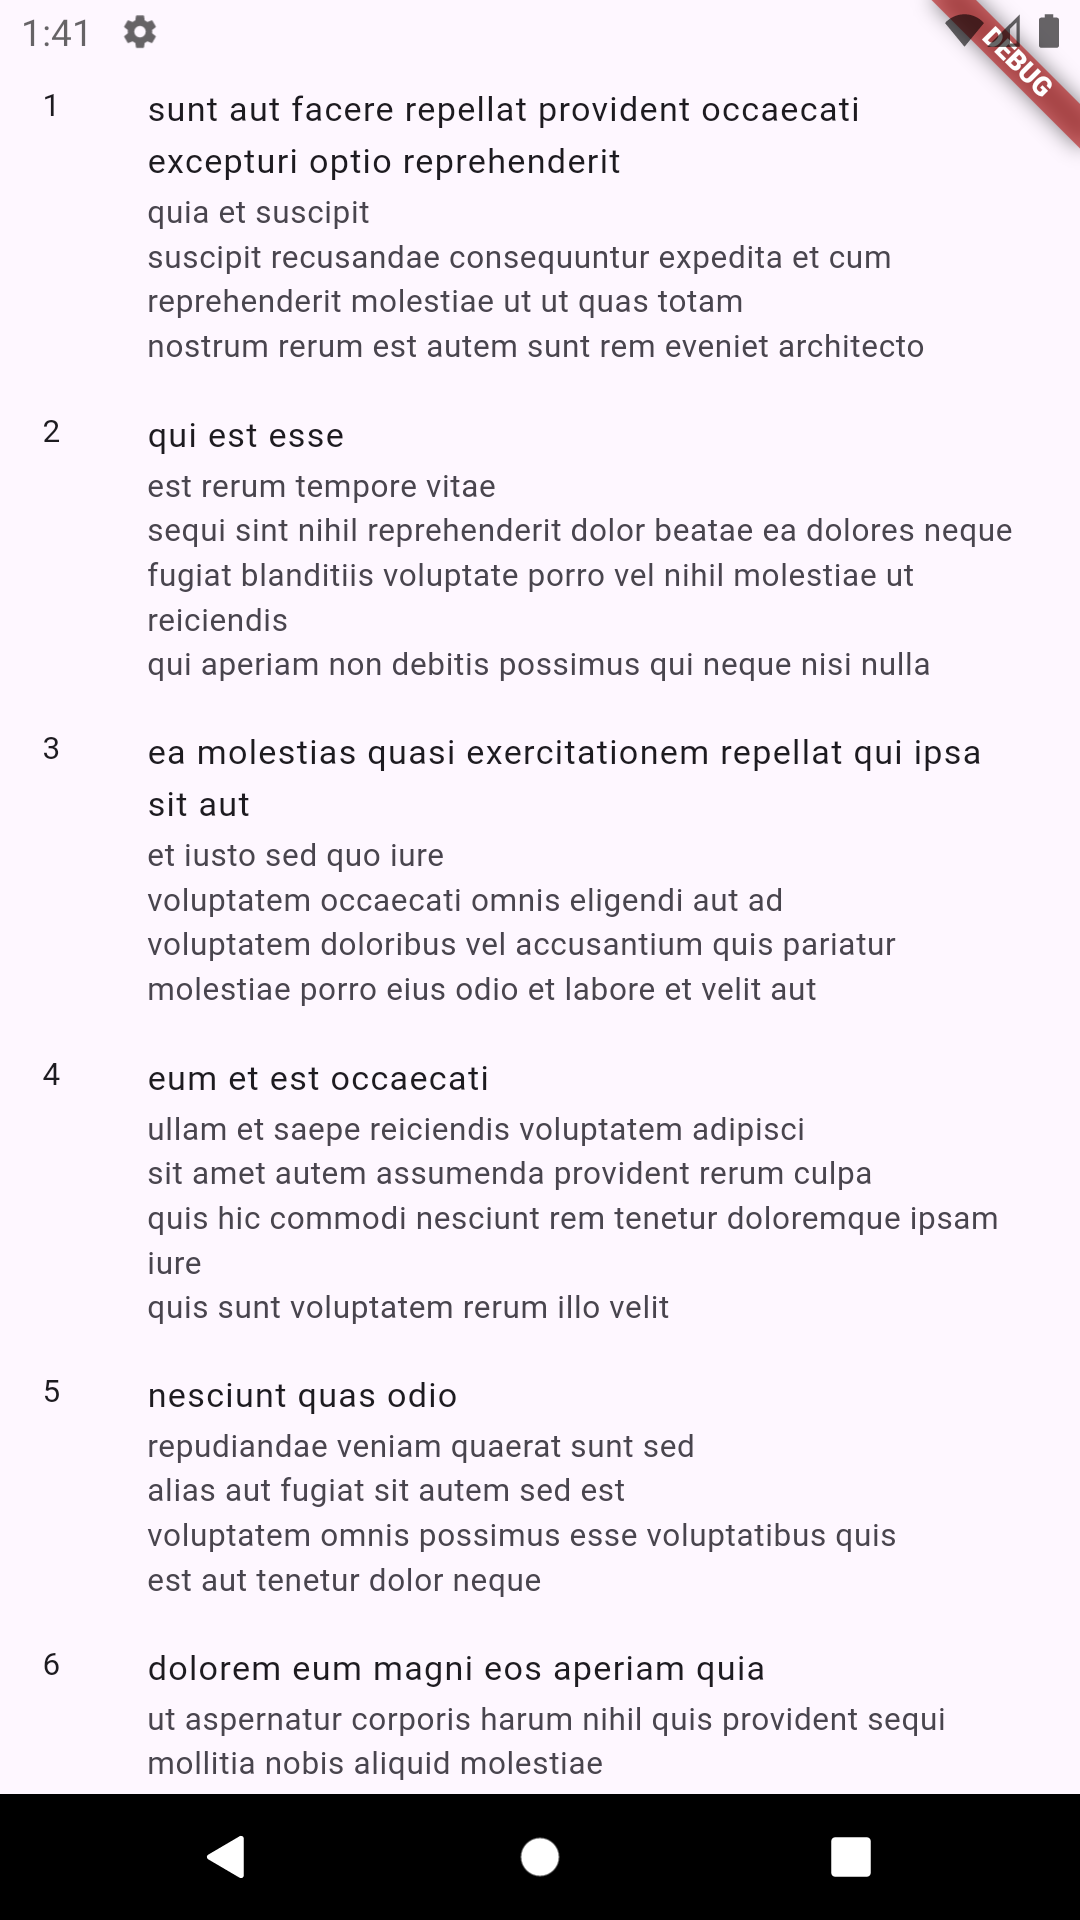 1:41
DEBUG
1
sunt aut facere repellat provident occaecati
excepturi optio reprehenderit
quia et suscipit
suscipit recusandae consequuntur expedita et cum
reprehenderit molestiae ut ut quas totam
nostrum rerum est autem sunt rem eveniet architecto
2
qui est esse
est rerum tempore vitae
sequi sint nihil reprehenderit dolor beatae ea dolores neque
fugiat blanditiis voluptate porro vel nihil molestiae ut
reiciendis
qui aperiam non debitis possimus qui neque nisi nulla
3
ea molestias quasi exercitationem repellat qui ipsa
sit aut
et iusto sed quo iure
voluptatem occaecati omnis eligendi aut ad
voluptatem doloribus vel accusantium quis pariatur
molestiae porro eius odio et labore et velit aut
4
eum et est occaecati
ullam et saepe reiciendis voluptatem adipisci
sit amet autem assumenda provident rerum culpa
quis hic commodi nesciunt rem tenetur doloremque ipsam
iure
quis sunt voluptatem rerum illo velit
5
nesciunt quas odio
repudiandae veniam quaerat sunt sed
alias aut fugiat sit autem sed est
voluptatem omnis possimus esse voluptatibus quis
est aut tenetur dolor neque
6
dolorem eum magni eos aperiam quia
ut aspernatur corporis harum nihil quis provident sequi
mollitia nobis aliquid molestiae